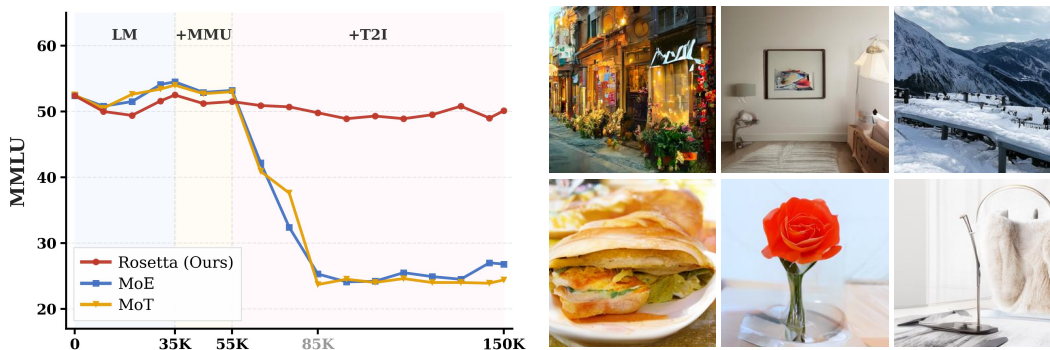 LM +MMU +T2I
MMLU
60
50
40
30
20
Rosetta (Ours)
MoE
MoT
0 35K 55K 85K 150K